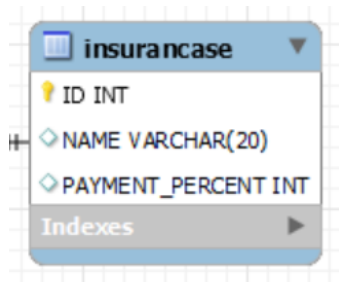 insurancase
ID INT
NAME VARCHAR(20)
PAYMENT_PERCENT INT
Indexes